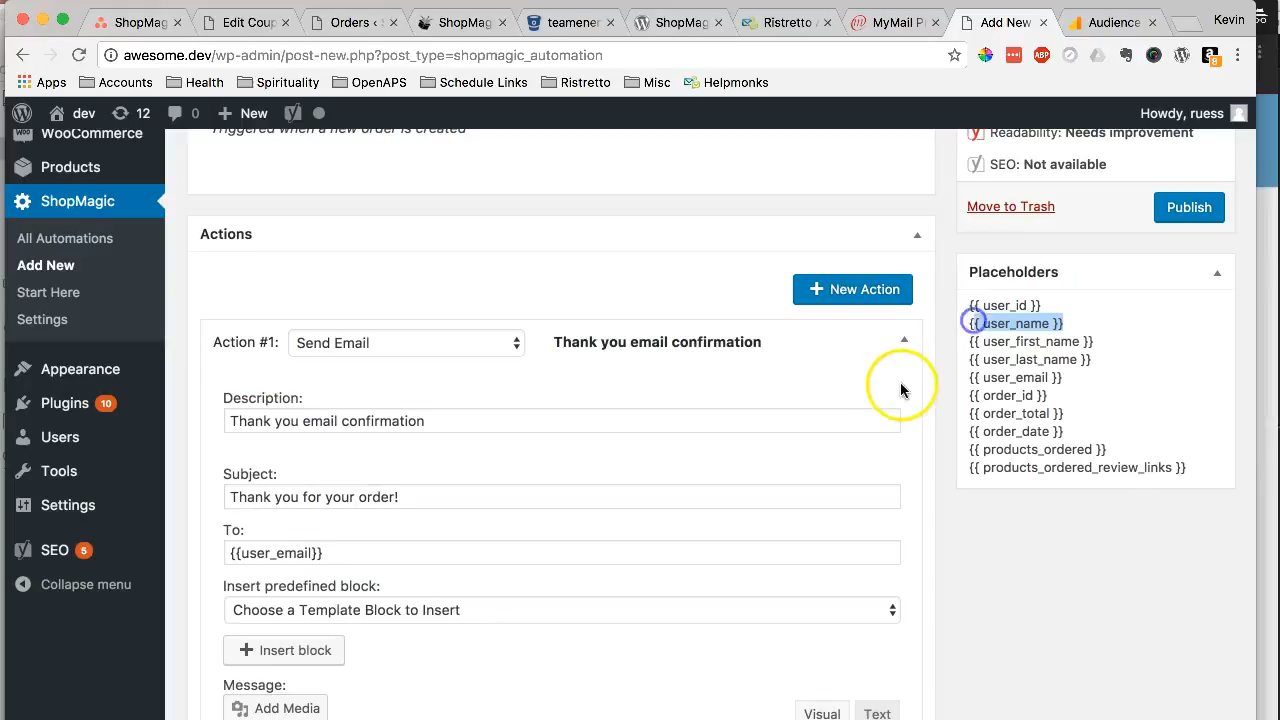 ShopMag
Edit Coup
Orders ‹ S
ShopMag
teamener
ShopMag
Ristretto
MyMail P
Add New
Audience
Kevin
awesome.dev/wp-admin/post-new.php?post_type=shopmagic_automation
ABP
8
Apps
Accounts
Health
Spirituality
OpenAPS
Schedule Links
Ristretto
Misc
Helpmonks
dev
12
0
New
Howdy, ruess
WooCommerce
Products
ShopMagic
All Automations
Add New
Start Here
Settings
Appearance
Plugins 10
Users
Tools
Settings
SEO 5
Collapse menu
Triggered when a new order is created
Actions
New Action
Action #1:
Send Email
Thank you email confirmation
Description:
Thank you email confirmation
Subject:
Thank you for your order!
To:
{{user_email}}
Insert predefined block:
Choose a Template Block to Insert
Insert block
Message:
Add Media
Visual
Text
Readability: Needs improvement
SEO: Not available
Move to Trash
Publish
Placeholders
{{ user_id }}
{{ user_name }}
{{ user_first_name }}
{{ user_last_name }}
{{ user_email }}
{{ order_id }}
{{ order_total }}
{{ order_date }}
{{ products_ordered }}
{{ products_ordered_review_links }}